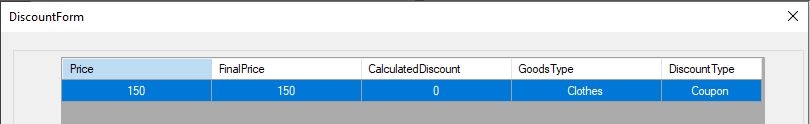 DiscountForm
Price FinalPrice CalculatedDiscount GoodsType DiscountType
150 150 0 Clothes Coupon